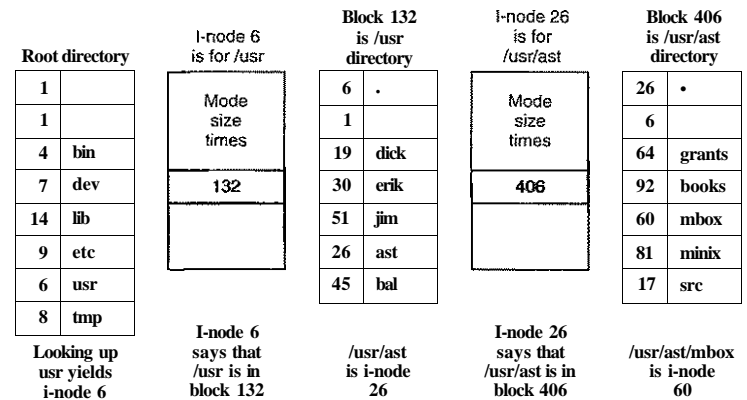 Root directory
1
1
4 bin
7 dev
14 lib
9 etc
6 usr
8 tmp
Looking up
usr yields
i-node 6
I-node 6
is for /usr
Mode
size
times
132
I-node 6
says that
/usr is in
block 132
Block 132
is /usr
directory
6 .
1
19 dick
30 erik
51 jim
26 ast
45 bal
/usr/ast
is i-node
26
I-node 26
is for
/usr/ast
Mode
size
times
406
I-node 26
says that
/usr/ast is in
block 406
Block 406
is /usr/ast
directory
26 •
6
64 grants
92 books
60 mbox
81 minix
17 src
/usr/ast/mbox
is i-node
60